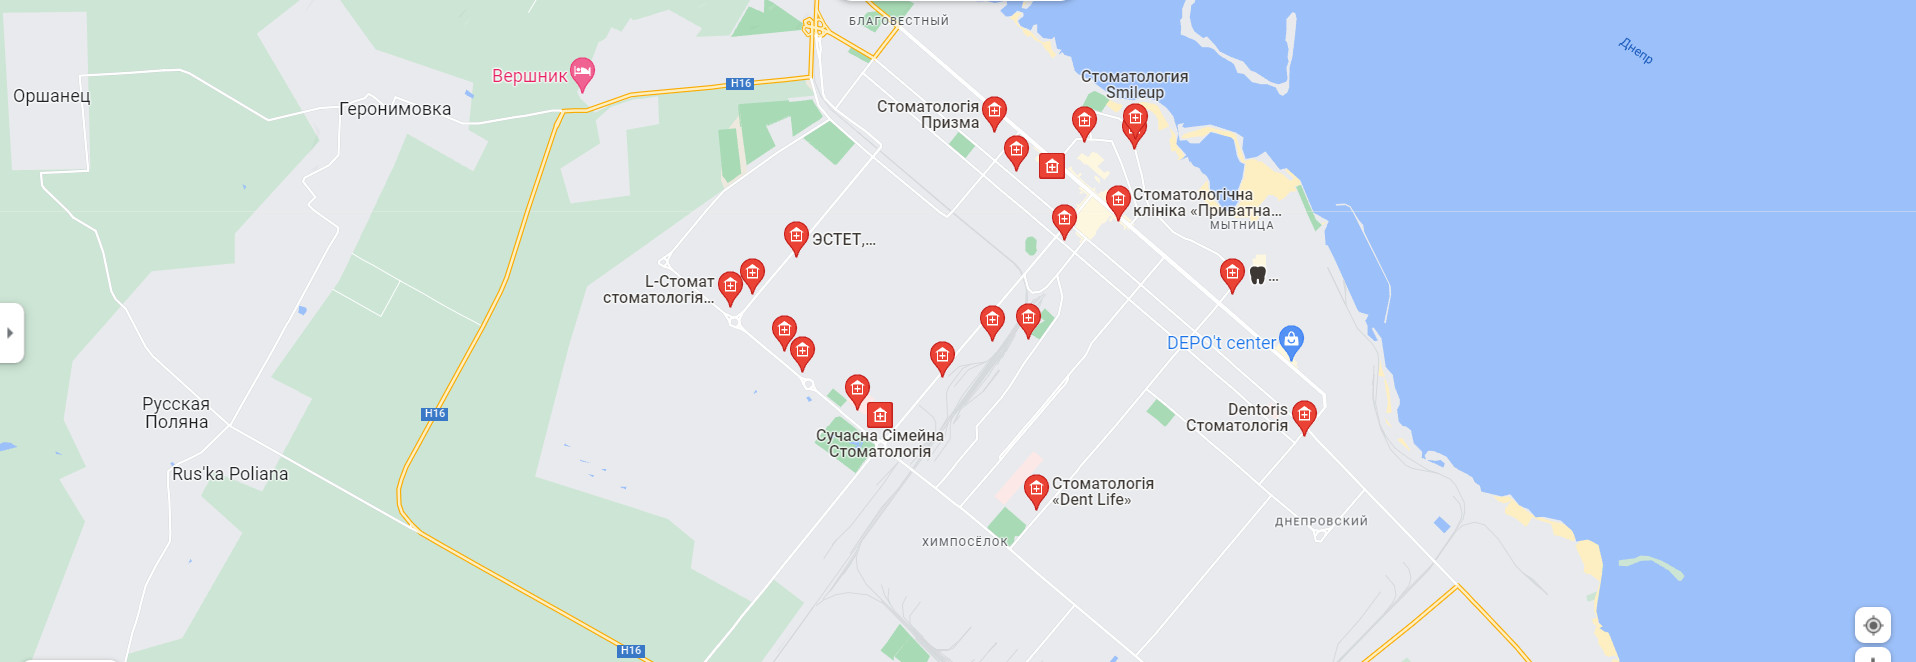 БЛАГОВЕСТНЫЙ
Днепр
Вершник
H16
Стоматология
Smileup
Оршанец
Геронимовка
Стоматологія
Призма
Стоматологічна
клініка «Приватна...
МЫТНИЦА
ЭСТЕТ,...
L-Стомат
стоматологія...
...
DEPO't center
Русская
Поляна
H16
Dentoris
Стоматологія
Сучасна Сімейна
Стоматологія
Rus'ka Poliana
Стоматологія
«Dent Life»
ДНЕПРОВСКИЙ
ХИМПОСЁЛОК
H16